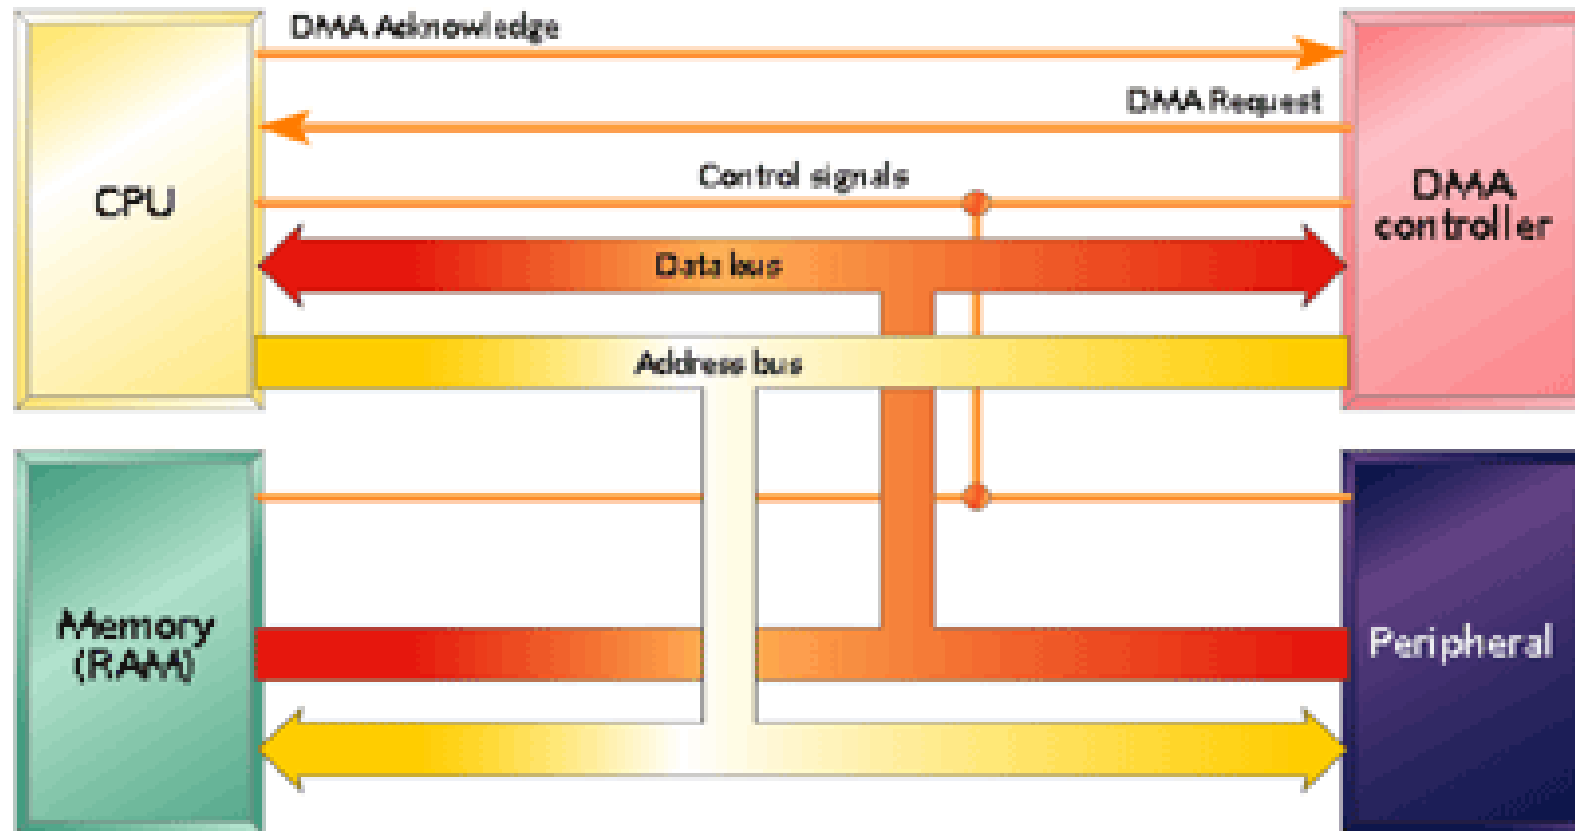 DMA Acknowledge
DMA Request
Control signals
CPU
DMA
controller
Data bus
Address bus
Memory
(RAM)
Peripheral